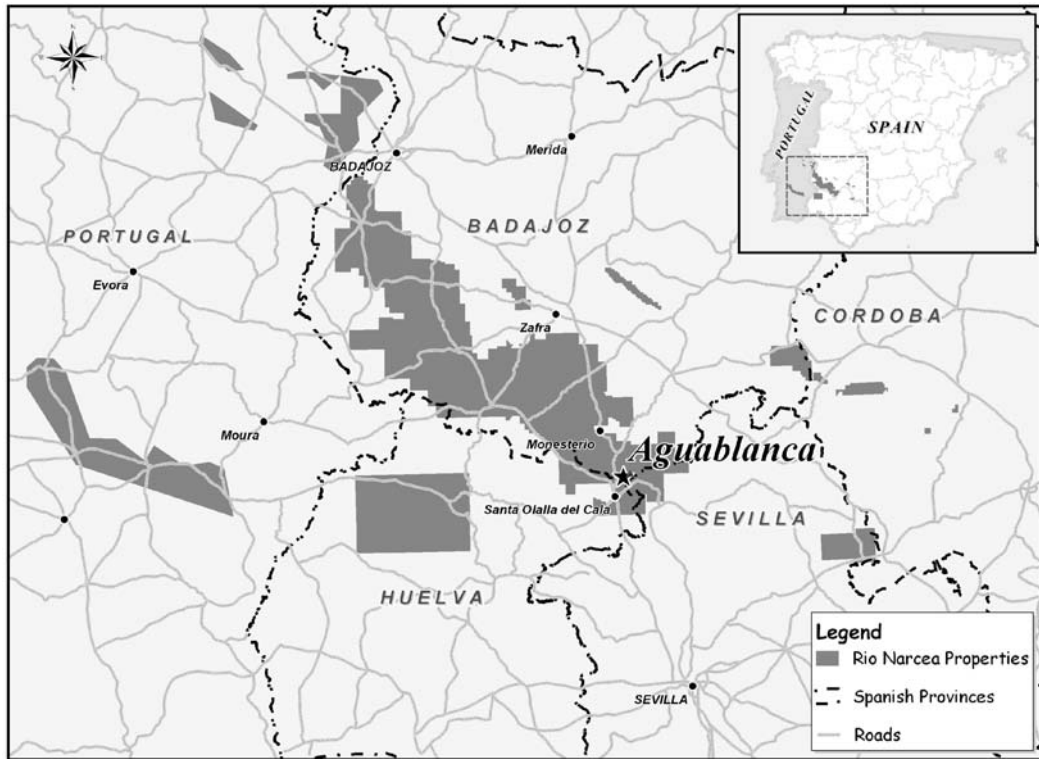 PORTUGAL
SPAIN
BADAJOZ
Merida
BADAJOZ
PORTUGAL
Evora
Zafra
CORDOBA
Moura
Monesterio
Aguablanca
Santa Olalla del Cala
SEVILLA
HUELVA
SEVILLA
Legend
Rio Narcea Properties
Spanish Provinces
Roads